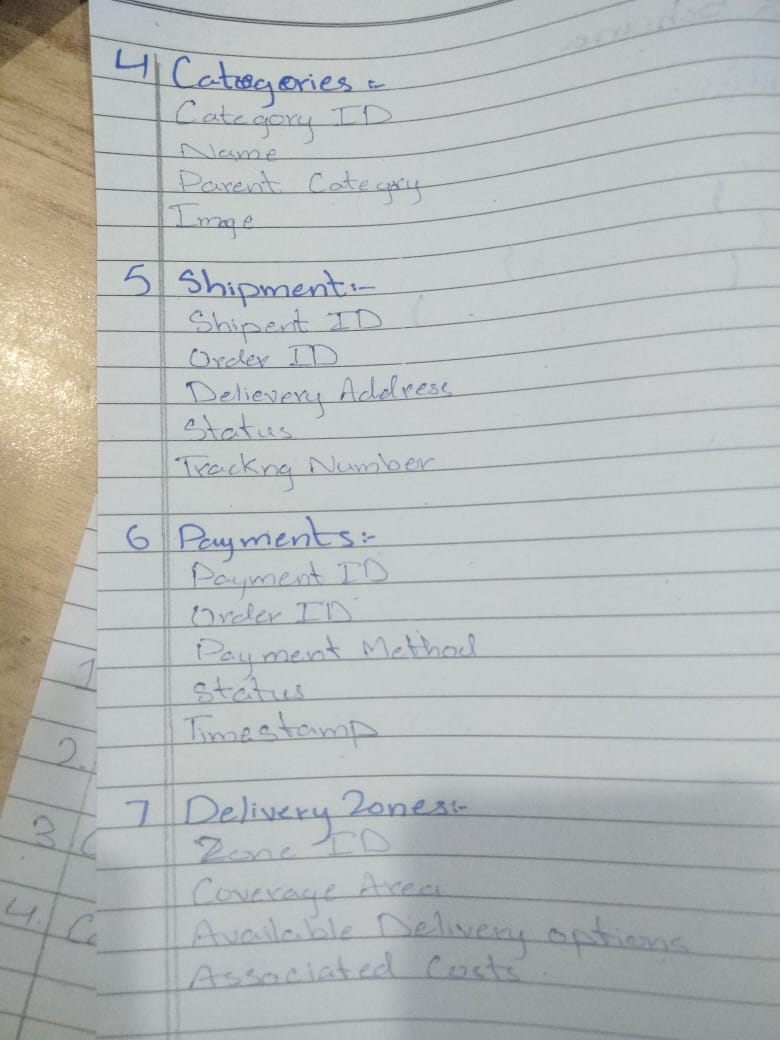 4 Categories :-
Category ID
Name
Parent Categry
Image
5 Shipment:-
Shipent ID
Order ID
Delievery Address
Status
Trackng Number
6 Payments:-
Payment ID
Order ID
Payment Method
Status
Timestamp
7 Delivery Zones:-
Zone ID
Coverage Area
Available Delivery options
Associated Costs
1
2.
3
4.